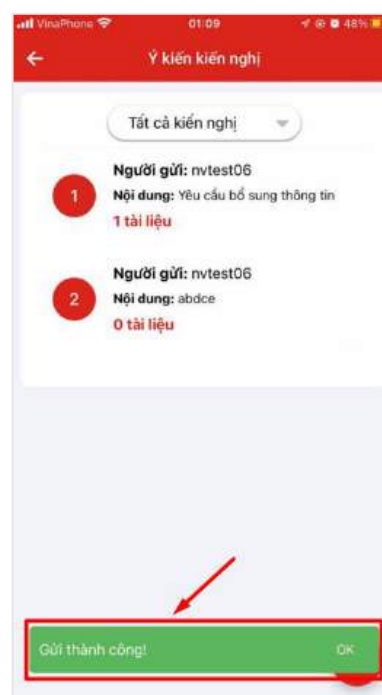 VinaPhone 01:09 48%
Ý kiến kiến nghị
Tất cả kiến nghị
Người gửi: nvtest06
1
Nội dung: Yêu cầu bổ sung thông tin
1 tài liệu
Người gửi: nvtest06
2
Nội dung: abdce
0 tài liệu
Gửi thành công! OK